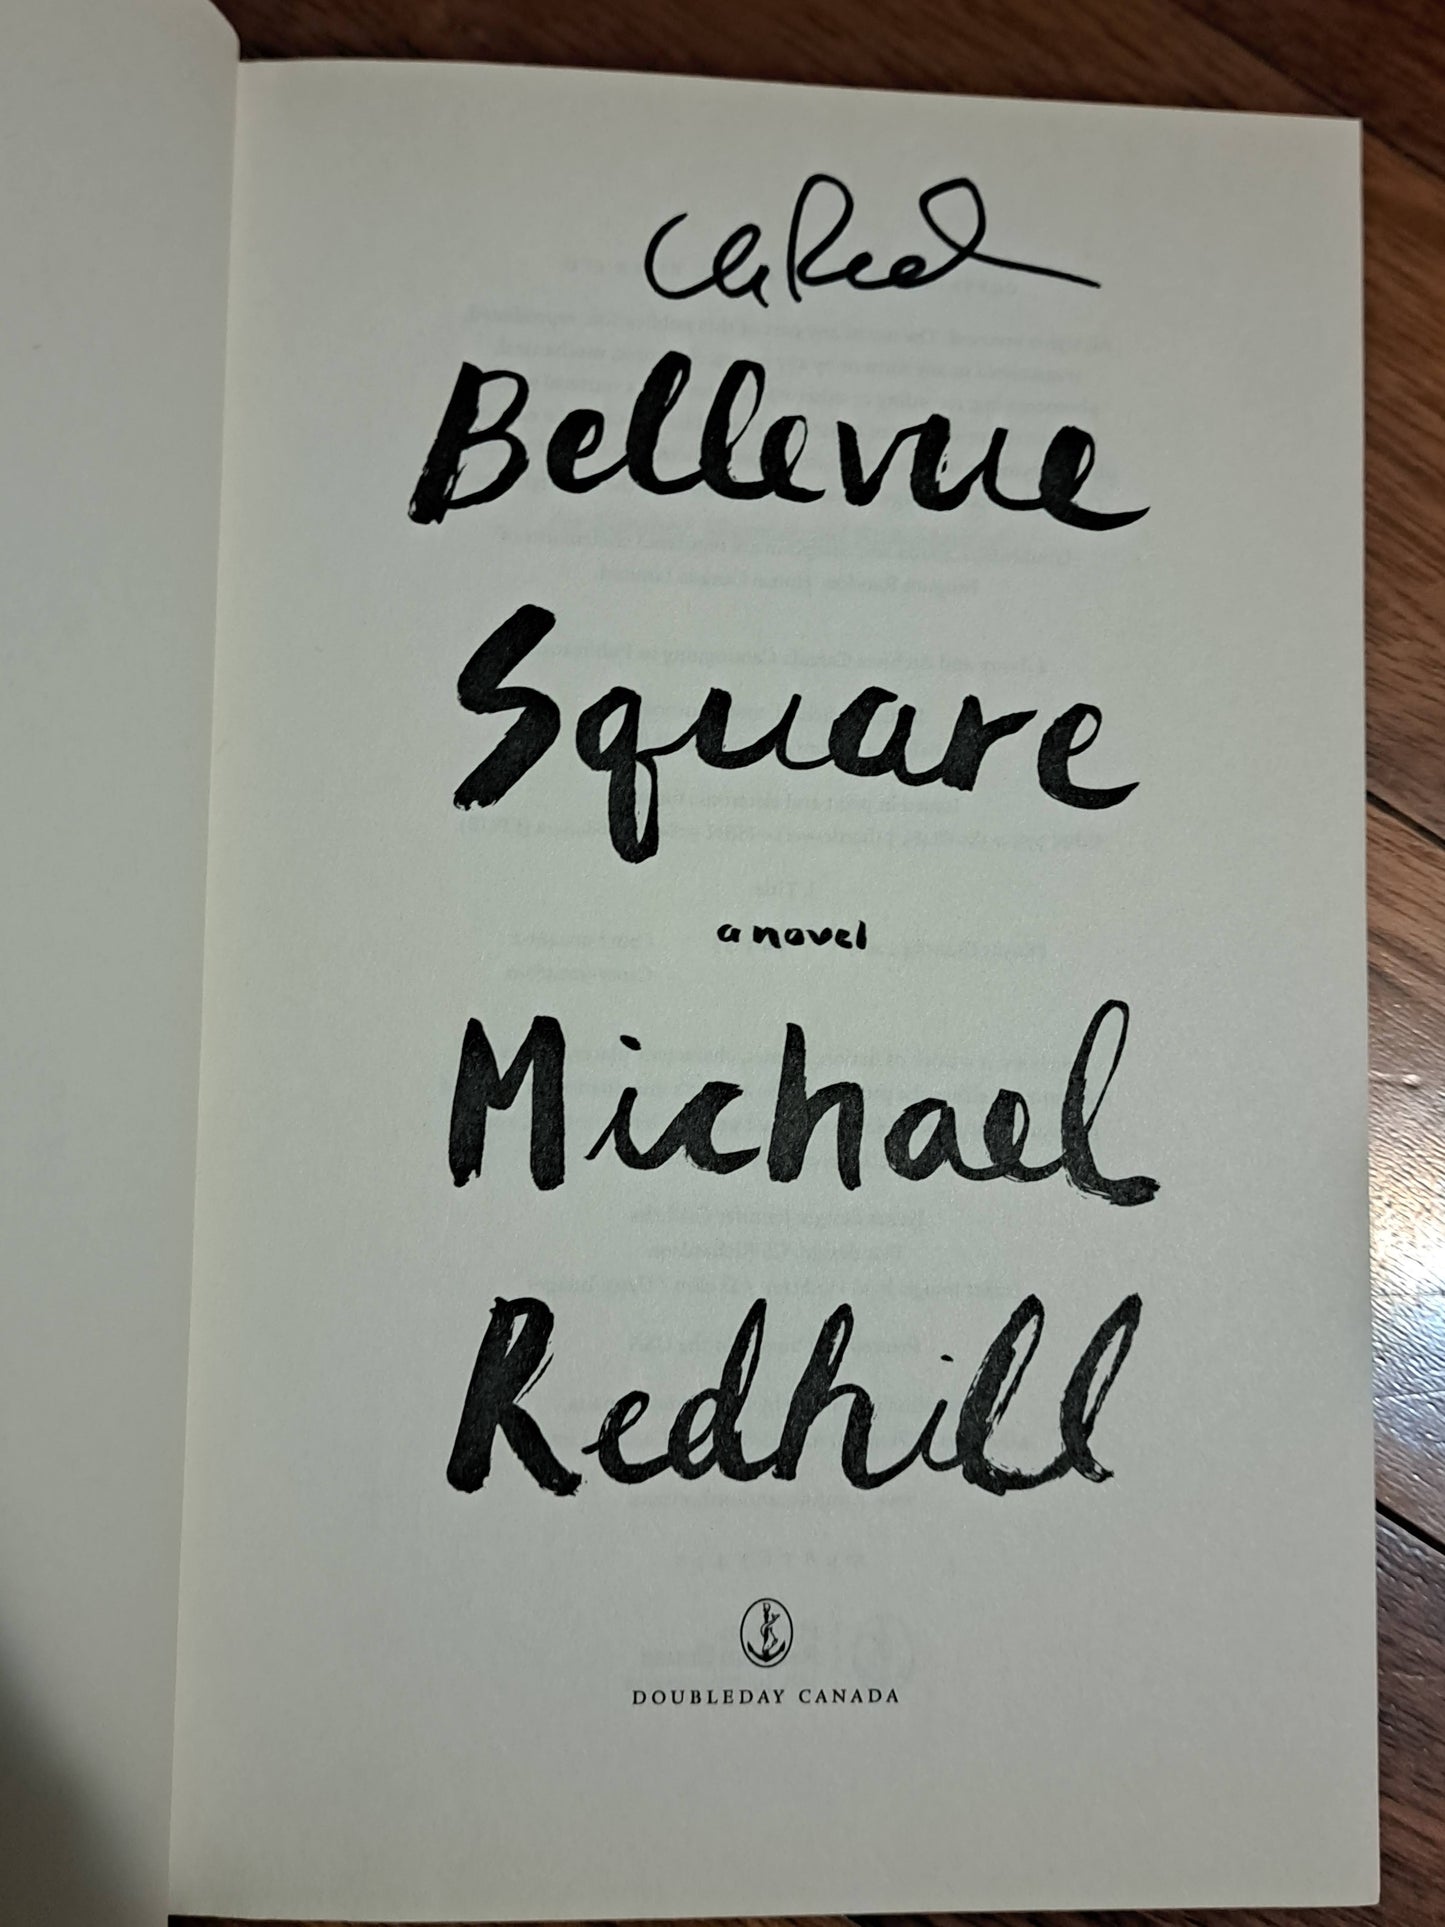 Bellevue
Square
a novel
Michael
Redhill
DOUBLEDAY CANADA